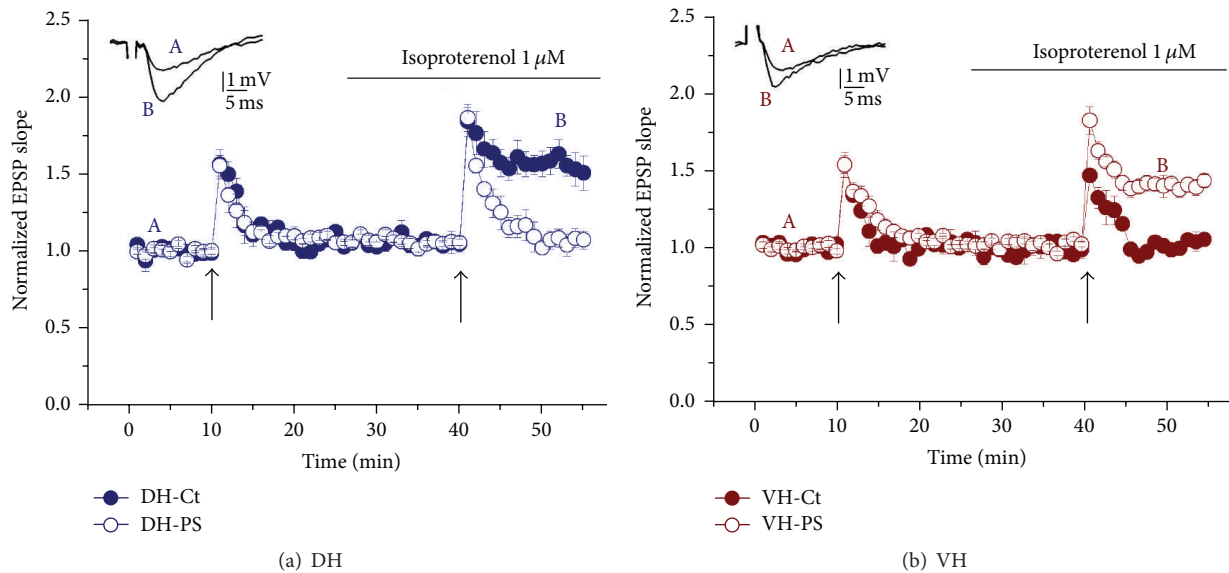 2.5
2.0
1.5
1.0
0.5
0.0
Normalized EPSP slope
A
B
1 mV
5 ms
Isoproterenol 1 μM
A
B
0
10
20
30
40
50
Time (min)
DH-Ct
DH-PS
(a) DH
2.5
2.0
1.5
1.0
0.5
0.0
Normalized EPSP slope
A
B
1 mV
5 ms
Isoproterenol 1 μM
A
B
0
10
20
30
40
50
Time (min)
VH-Ct
VH-PS
(b) VH